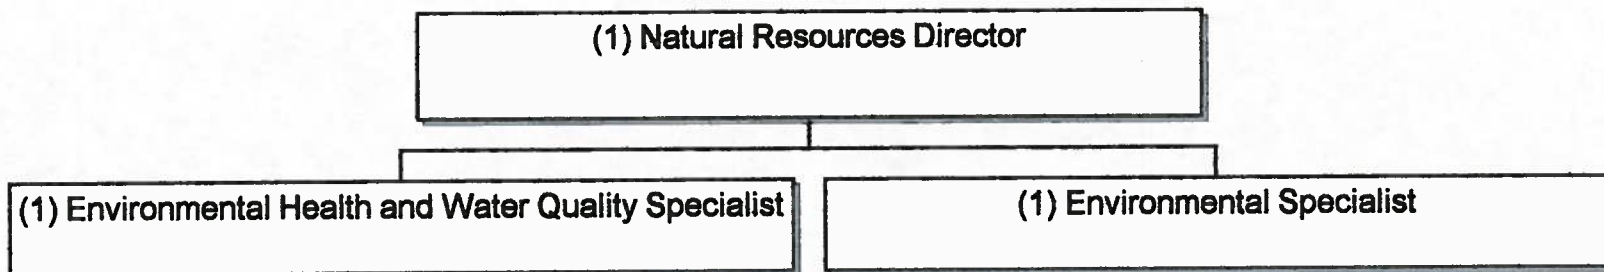 (1) Natural Resources Director
(1) Environmental Health and Water Quality Specialist
(1) Environmental Specialist